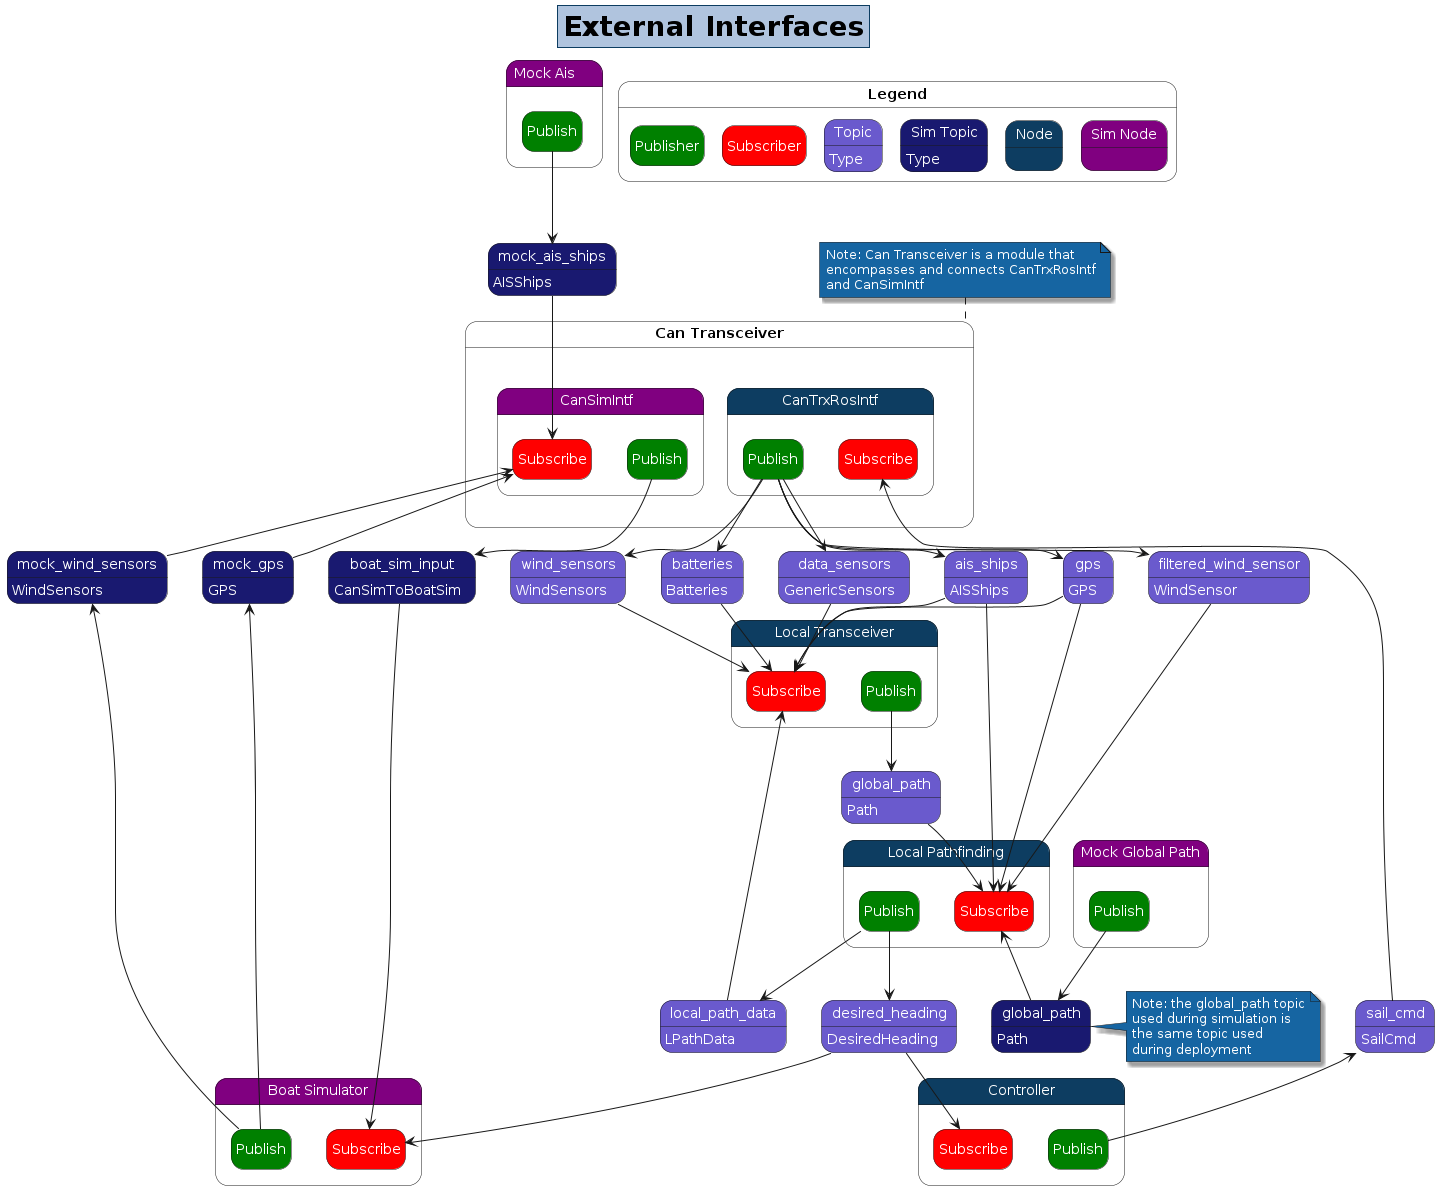 External Interfaces
Mock Ais
Publish
Legend
Publisher
Subscriber
Topic
Type
Sim Topic
Type
Node
Sim Node
mock_ais_ships
AISShips
Note: Can Transceiver is a module that
encompasses and connects CanTrxRosIntf
and CanSimIntf
Can Transceiver
CanSimIntf
Subscribe
Publish
CanTrxRosIntf
Publish
Subscribe
mock_wind_sensors
WindSensors
mock_gps
GPS
boat_sim_input
CanSimToBoatSim
wind_sensors
WindSensors
batteries
Batteries
data_sensors
GenericSensors
ais_ships
AISShips
gps
GPS
filtered_wind_sensor
WindSensor
Local Transceiver
Subscribe
Publish
global_path
Path
Local Pathfinding
Publish
Subscribe
Mock Global Path
Publish
local_path_data
LPathData
desired_heading
DesiredHeading
global_path
Path
Note: the global_path topic
used during simulation is
the same topic used
during deployment
sail_cmd
SailCmd
Boat Simulator
Publish
Subscribe
Controller
Subscribe
Publish